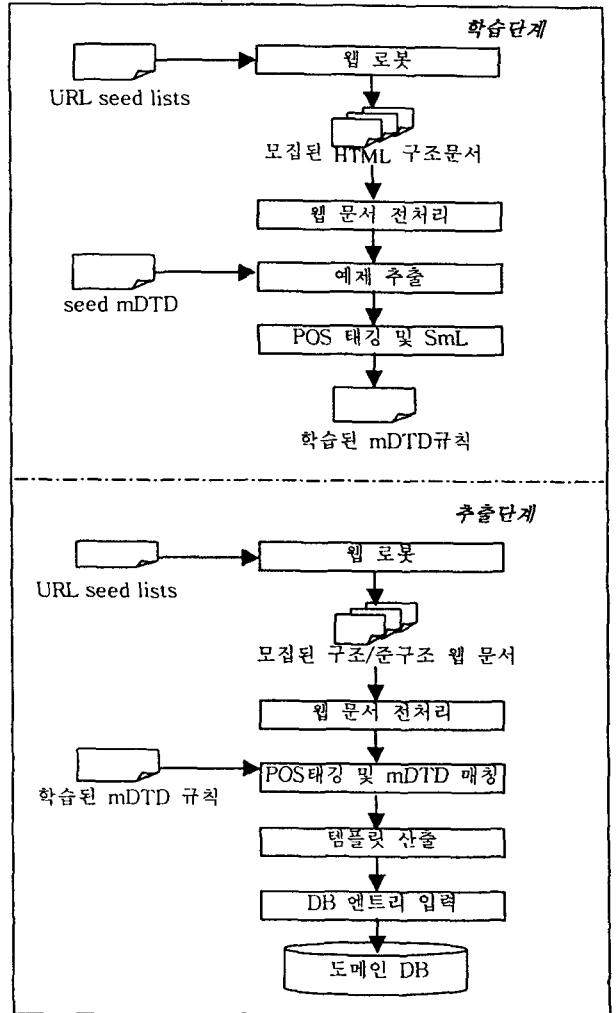 학습단계
웹 로봇
URL seed lists
모집된 HTML 구조문서
웹 문서 전처리
예제 추출
seed mDTD
POS 태깅 및 SmL
학습된 mDTD규칙
추출단계
웹 로봇
URL seed lists
모집된 구조/준구조 웹 문서
웹 문서 전처리
POS태깅 및 mDTD 매칭
학습된 mDTD 규칙
템플릿 산출
DB 엔트리 입력
도메인 DB